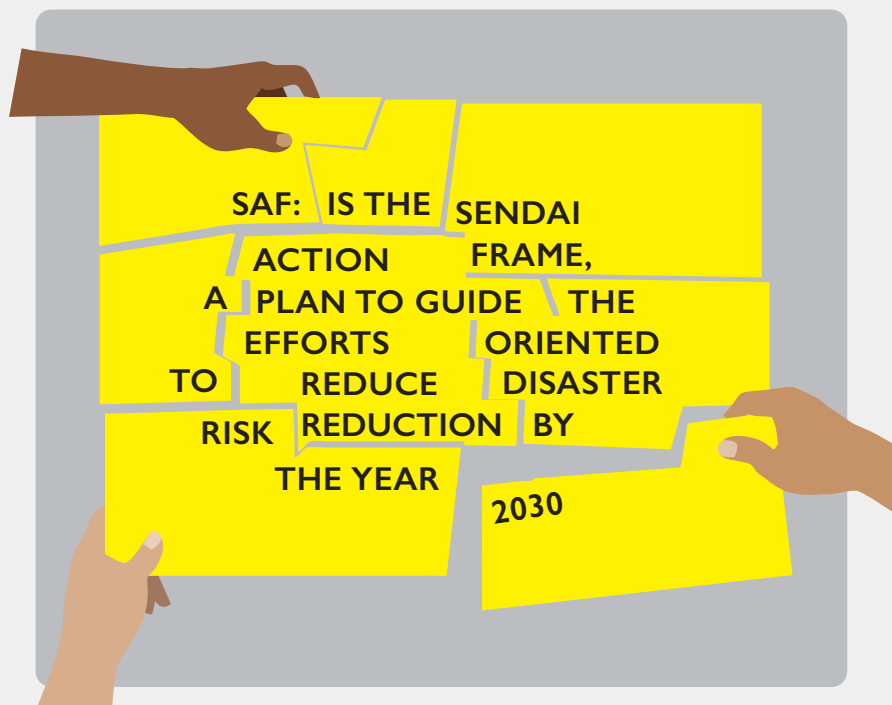 SAF: IS THE SENDAI
ACTION FRAME,
A PLAN TO GUIDE THE
EFFORTS ORIENTED
TO REDUCE DISASTER
RISK REDUCTION BY
THE YEAR 2030